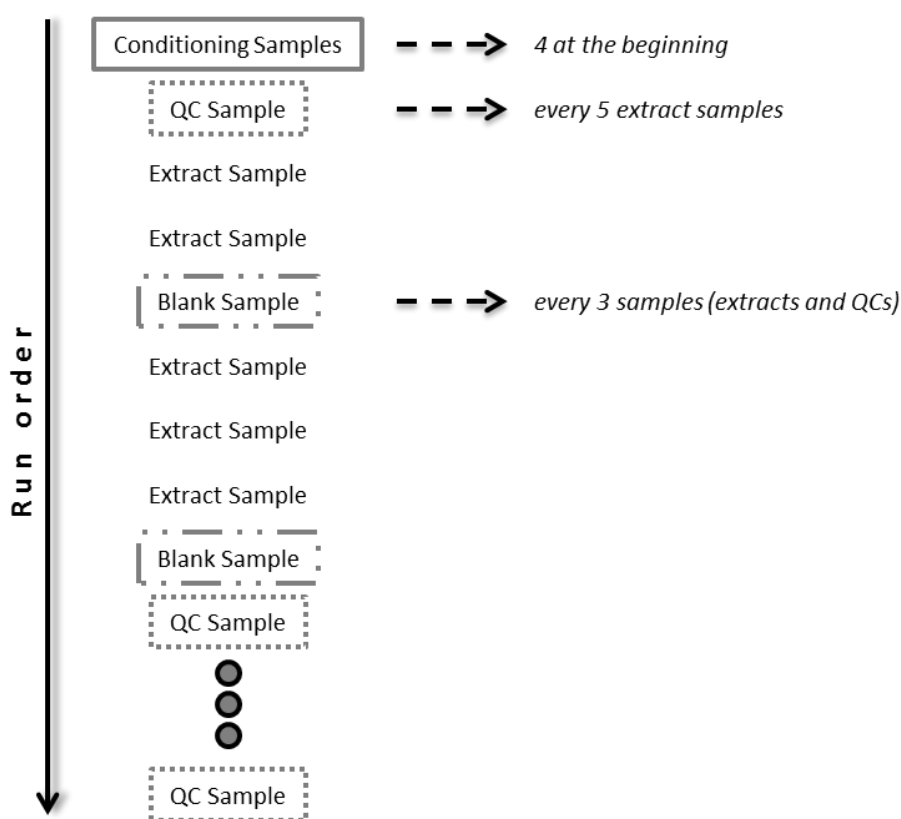 Conditioning Samples
4 at the beginning
QC Sample
every 5 extract samples
Extract Sample
Extract Sample
Blank Sample
every 3 samples (extracts and QCs)
Extract Sample
Extract Sample
Extract Sample
Blank Sample
QC Sample
QC Sample
Run order